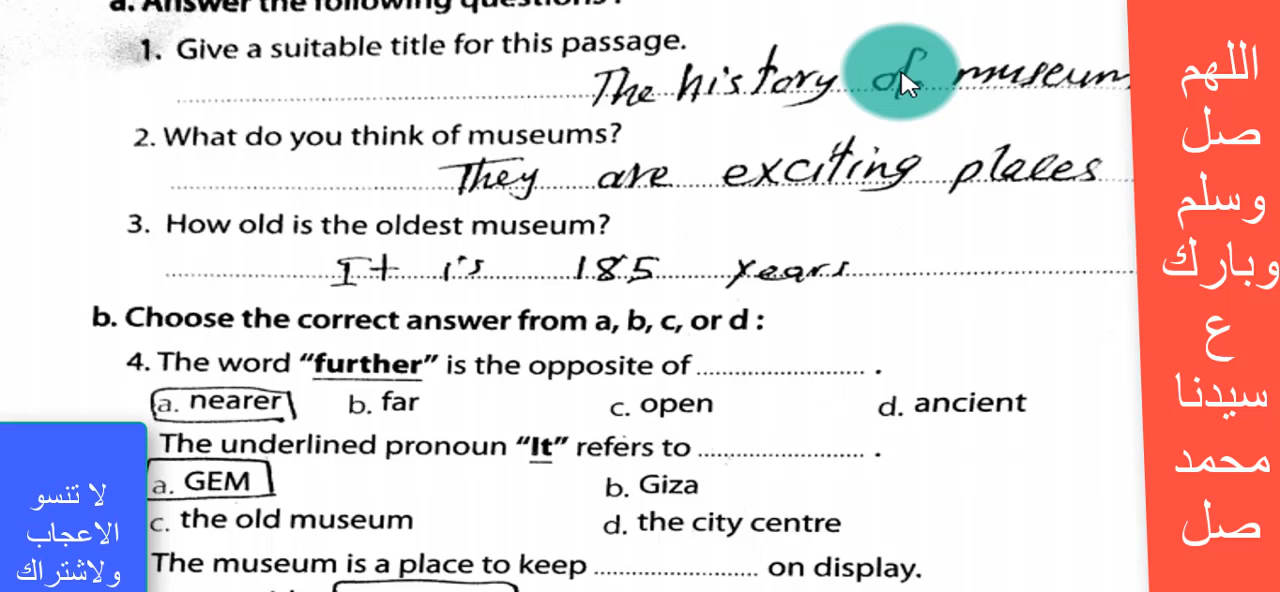 a. Answer the following questions :
1. Give a suitable title for this passage.
The history of museum
2. What do you think of museums?
They are exciting places
3. How old is the oldest museum?
It is 185 years
b. Choose the correct answer from a, b, c, or d :
4. The word “further” is the opposite of .................... .
a. nearer b. far c. open d. ancient
The underlined pronoun “It” refers to .................... .
a. GEM b. Giza
c. the old museum d. the city centre
The museum is a place to keep .................... on display.
اللهم
صل
وسلم
وبارك
ع
سيدنا
محمد
صل
لا تنسو
الاعجاب
ولاشتراك